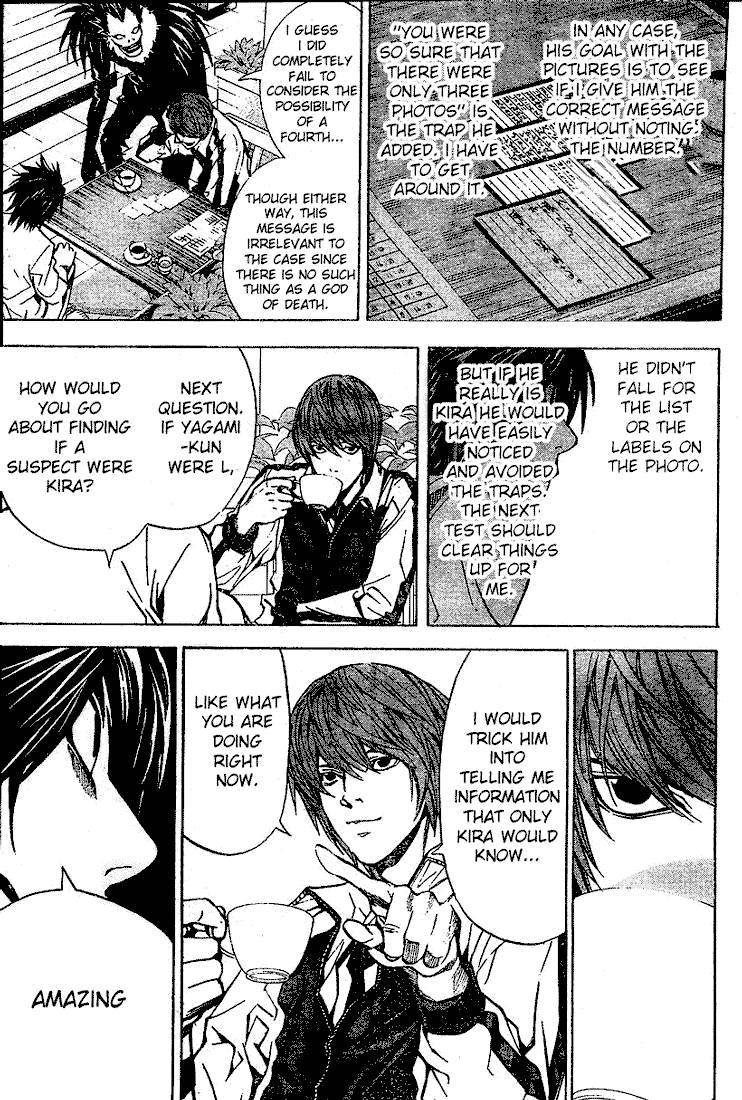 IN ANY CASE,
HIS GOAL WITH THE
PICTURES IS TO SEE
IF I GIVE HIM THE
CORRECT MESSAGE
WITHOUT NOTING
THE NUMBER.
"YOU WERE
SO SURE THAT
THERE WERE
ONLY THREE
PHOTOS" IS
THE TRAP HE
ADDED. I HAVE
TO GET
AROUND IT.
I GUESS
I DID
COMPLETELY
FAIL TO
CONSIDER THE
POSSIBILITY
OF A
FOURTH...
THOUGH EITHER
WAY, THIS
MESSAGE IS
IRRELEVANT TO
THE CASE SINCE
THERE IS NO SUCH
THING AS A GOD
OF DEATH.
HE DIDN'T
FALL FOR
THE LIST
OR THE
LABELS ON
THE PHOTO.
BUT IF HE
REALLY IS
KIRA HE WOULD
HAVE EASILY
NOTICED
AND AVOIDED
THE TRAPS.
THE NEXT
TEST SHOULD
CLEAR THINGS
UP FOR
ME.
NEXT
QUESTION.
IF YAGAMI
-KUN
WERE L,
HOW WOULD
YOU GO
ABOUT FINDING
IF A
SUSPECT WERE
KIRA?
I WOULD
TRICK HIM
INTO
TELLING ME
INFORMATION
THAT ONLY
KIRA WOULD
KNOW...
LIKE WHAT
YOU ARE
DOING
RIGHT
NOW.
AMAZING